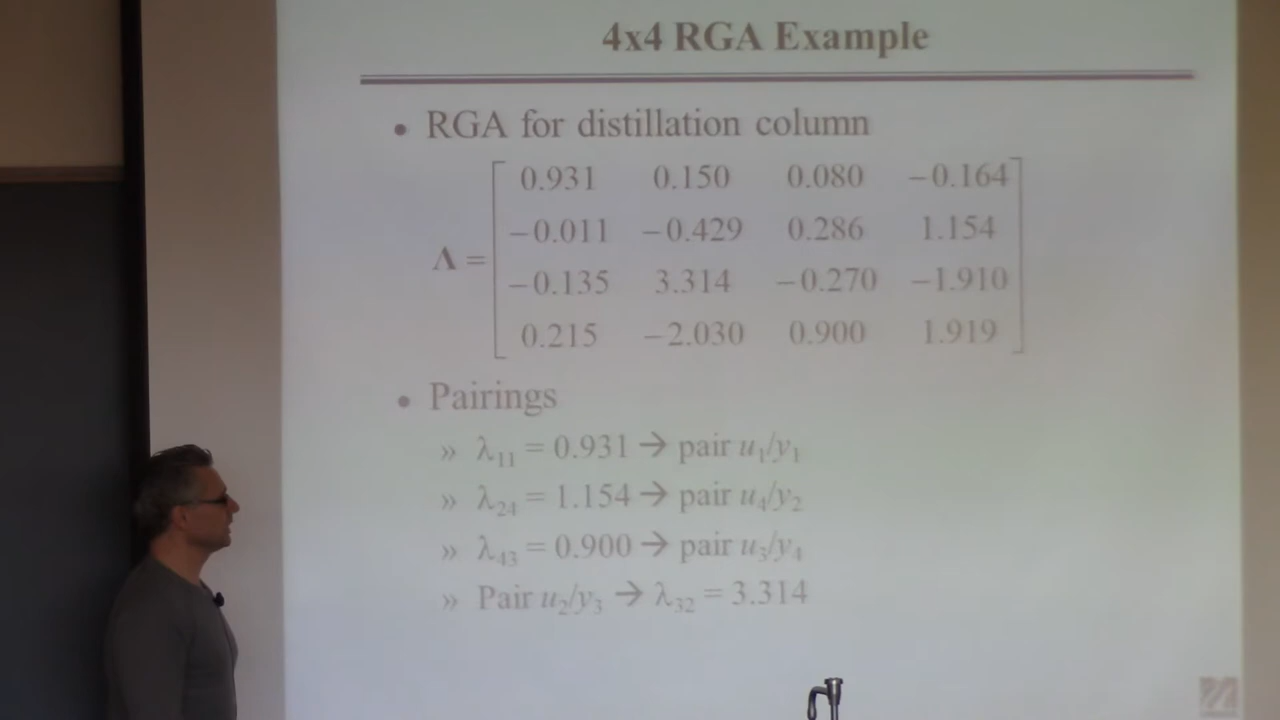 4x4 RGA Example
• RGA for distillation column
Λ =
0.931 0.150 0.080 −0.164
−0.011 −0.429 0.286 1.154
−0.135 3.314 −0.270 −1.910
0.215 −2.030 0.900 1.919
• Pairings
» λ₁₁ = 0.931 → pair u₁/y₁
» λ₂₄ = 1.154 → pair u₄/y₂
» λ₄₃ = 0.900 → pair u₃/y₄
» Pair u₂/y₃ → λ₃₂ = 3.314